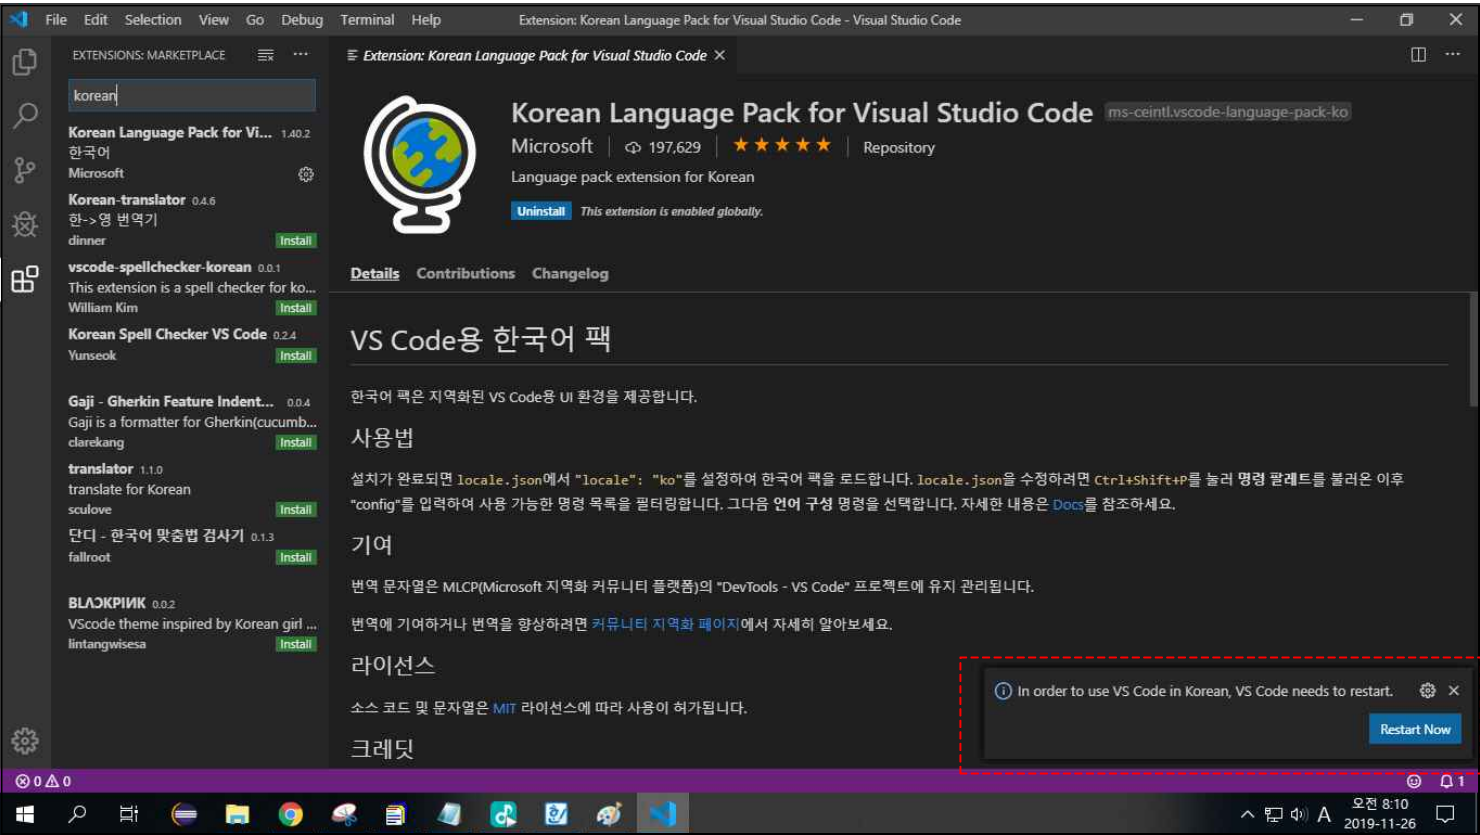 File Edit Selection View Go Debug Terminal Help Extension: Korean Language Pack for Visual Studio Code - Visual Studio Code
EXTENSIONS: MARKETPLACE
korean
Korean Language Pack for Vi... 1.40.2
한국어
Microsoft
Korean-translator 0.4.6
한->영 번역기
dinner Install
vscode-spellchecker-korean 0.0.1
This extension is a spell checker for ko...
William Kim Install
Korean Spell Checker VS Code 0.2.4
Yunseok Install
Gaji - Gherkin Feature Indent... 0.0.4
Gaji is a formatter for Gherkin(cucumb...
clarekang Install
translator 1.1.0
translate for Korean
sculove Install
단디 - 한국어 맞춤법 검사기 0.1.3
fallroot Install
BLΛƆKPIИK 0.0.2
VScode theme inspired by Korean girl ...
lintangwisesa Install
Extension: Korean Language Pack for Visual Studio Code
Korean Language Pack for Visual Studio Code ms-ceintl.vscode-language-pack-ko
Microsoft 197,629 ★★★★★ Repository
Language pack extension for Korean
Uninstall This extension is enabled globally.
Details Contributions Changelog
VS Code용 한국어 팩
한국어 팩은 지역화된 VS Code용 UI 환경을 제공합니다.
사용법
설치가 완료되면 locale.json에서 "locale": "ko"를 설정하여 한국어 팩을 로드합니다. locale.json을 수정하려면 Ctrl+Shift+P를 눌러 명령 팔레트를 불러온 이후
"config"를 입력하여 사용 가능한 명령 목록을 필터링합니다. 그다음 언어 구성 명령을 선택합니다. 자세한 내용은 Docs를 참조하세요.
기여
번역 문자열은 MLCP(Microsoft 지역화 커뮤니티 플랫폼)의 "DevTools - VS Code" 프로젝트에 유지 관리됩니다.
번역에 기여하거나 번역을 향상하려면 커뮤니티 지역화 페이지에서 자세히 알아보세요.
라이선스
소스 코드 및 문자열은 MIT 라이선스에 따라 사용이 허가됩니다.
크레딧
In order to use VS Code in Korean, VS Code needs to restart.
Restart Now
0 0
1
A 오전 8:10
2019-11-26